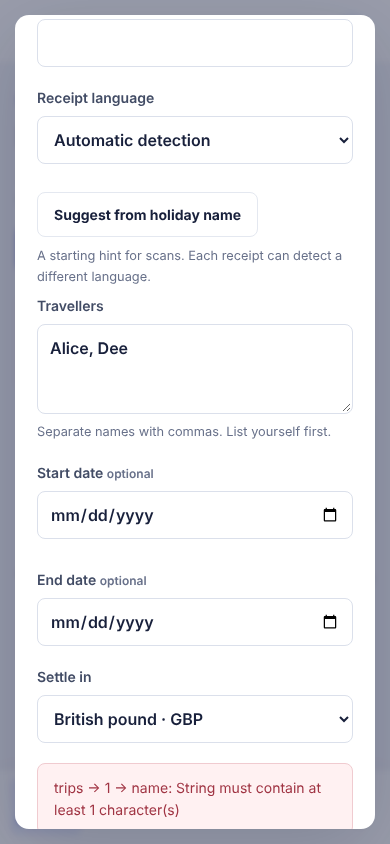 Receipt language
Automatic detection
Suggest from holiday name
A starting hint for scans. Each receipt can detect a
different language.
Travellers
Alice, Dee
Separate names with commas. List yourself first.
Start date optional
mm/dd/yyyy
End date optional
mm/dd/yyyy
Settle in
British pound · GBP
trips → 1 → name: String must contain at
least 1 character(s)